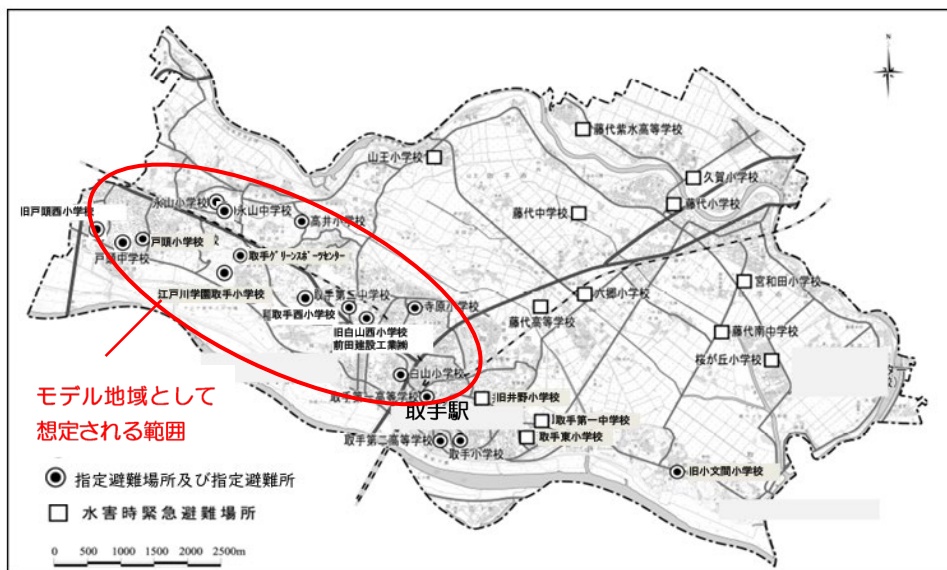 N
藤代紫水高等学校
山王小学校
久賀小学校
藤代小学校
永山小学校
永山中学校
高井小学校
藤代中学校
旧戸頭西小学校
戸頭小学校
戸頭中学校
取手グリーンスポーツセンター
江戸川学園取手小学校
宮和田小学校
六郷小学校
取手西小学校
取手第二中学校
寺原小学校
藤代高等学校
旧白山西小学校
前田建設工業㈱
藤代南中学校
桜が丘小学校
白山小学校
取手第一高等学校
取手駅
旧井野小学校
取手第一中学校
取手東小学校
取手第二高等学校
取手小学校
旧小文間小学校
モデル地域として
想定される範囲
指定避難場所及び指定避難所
水害時緊急避難場所
0 500 1000 1500 2000 2500m